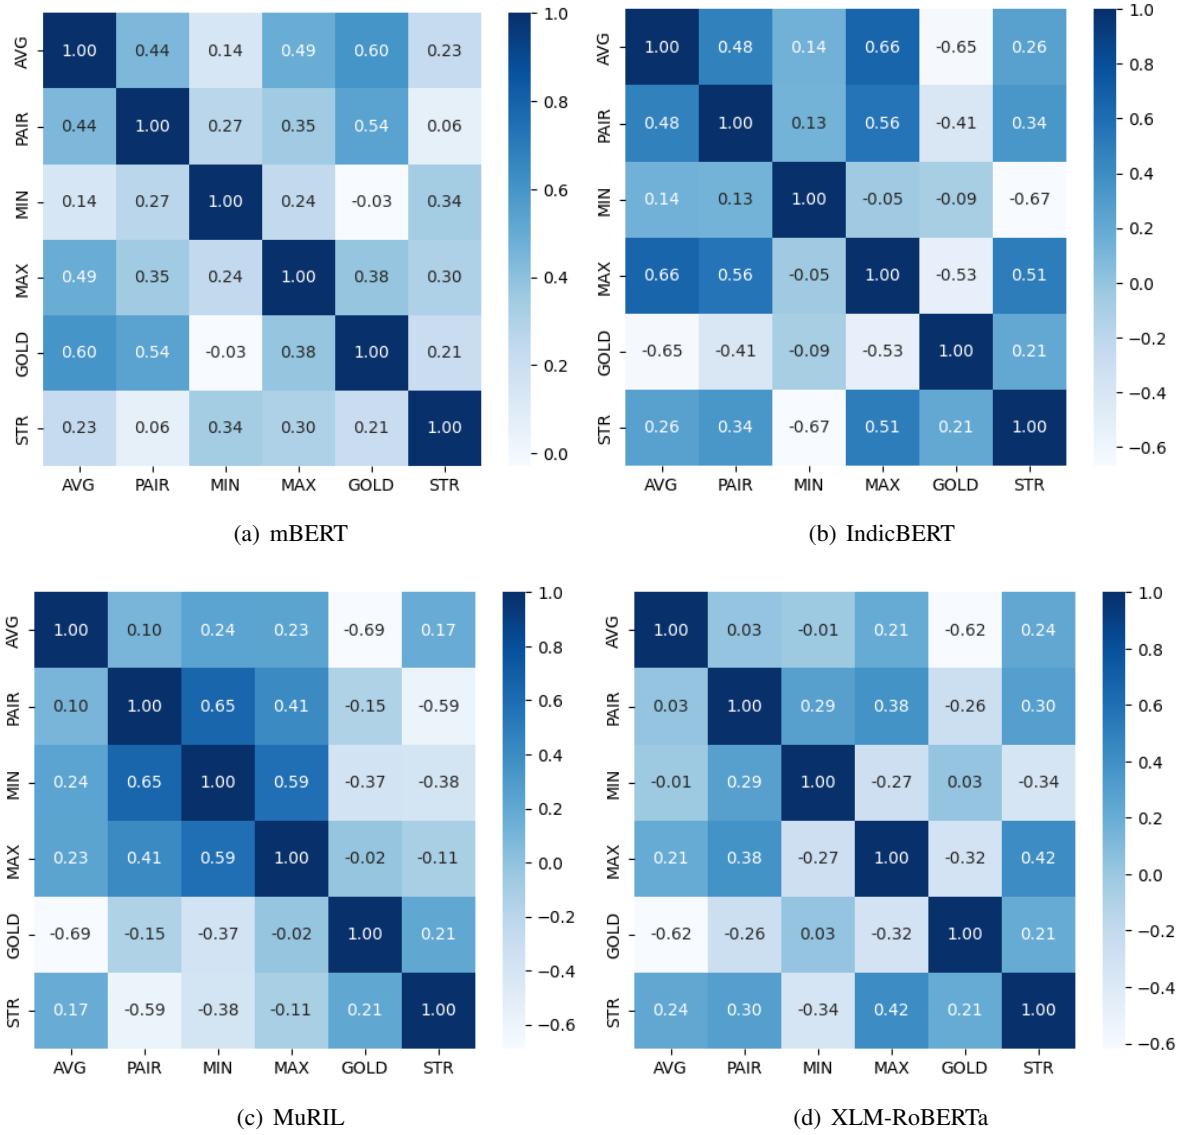 AVG 1.00 0.44 0.14 0.49 0.60 0.23
PAIR 0.44 1.00 0.27 0.35 0.54 0.06
MIN 0.14 0.27 1.00 0.24 -0.03 0.34
MAX 0.49 0.35 0.24 1.00 0.38 0.30
GOLD 0.60 0.54 -0.03 0.38 1.00 0.21
STR 0.23 0.06 0.34 0.30 0.21 1.00
AVG PAIR MIN MAX GOLD STR
1.0
0.8
0.6
0.4
0.2
0.0
(a) mBERT
AVG 1.00 0.48 0.14 0.66 -0.65 0.26
PAIR 0.48 1.00 0.13 0.56 -0.41 0.34
MIN 0.14 0.13 1.00 -0.05 -0.09 -0.67
MAX 0.66 0.56 -0.05 1.00 -0.53 0.51
GOLD -0.65 -0.41 -0.09 -0.53 1.00 0.21
STR 0.26 0.34 -0.67 0.51 0.21 1.00
AVG PAIR MIN MAX GOLD STR
1.0
0.8
0.6
0.4
0.2
0.0
−0.2
−0.4
−0.6
(b) IndicBERT
AVG 1.00 0.10 0.24 0.23 -0.69 0.17
PAIR 0.10 1.00 0.65 0.41 -0.15 -0.59
MIN 0.24 0.65 1.00 0.59 -0.37 -0.38
MAX 0.23 0.41 0.59 1.00 -0.02 -0.11
GOLD -0.69 -0.15 -0.37 -0.02 1.00 0.21
STR 0.17 -0.59 -0.38 -0.11 0.21 1.00
AVG PAIR MIN MAX GOLD STR
1.0
0.8
0.6
0.4
0.2
0.0
−0.2
−0.4
−0.6
(c) MuRIL
AVG 1.00 0.03 -0.01 0.21 -0.62 0.24
PAIR 0.03 1.00 0.29 0.38 -0.26 0.30
MIN -0.01 0.29 1.00 -0.27 0.03 -0.34
MAX 0.21 0.38 -0.27 1.00 -0.32 0.42
GOLD -0.62 -0.26 0.03 -0.32 1.00 0.21
STR 0.24 0.30 -0.34 0.42 0.21 1.00
AVG PAIR MIN MAX GOLD STR
1.0
0.8
0.6
0.4
0.2
0.0
−0.2
−0.4
−0.6
(d) XLM-RoBERTa